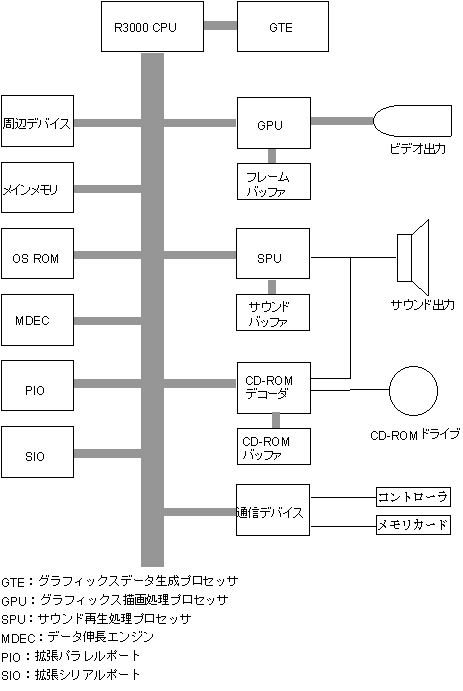 R3000 CPU
GTE
周辺デバイス
GPU
ビデオ出力
メインメモリ
フレーム
バッファ
OS ROM
SPU
サウンド出力
サウンド
バッファ
MDEC
PIO
CD-ROM
デコーダ
CD-ROMドライブ
SIO
CD-ROM
バッファ
通信デバイス
コントローラ
メモリカード
GTE：グラフィックスデータ生成プロセッサ
GPU：グラフィックス描画処理プロセッサ
SPU：サウンド再生処理プロセッサ
MDEC：データ伸長エンジン
PIO：拡張パラレルポート
SIO：拡張シリアルポート